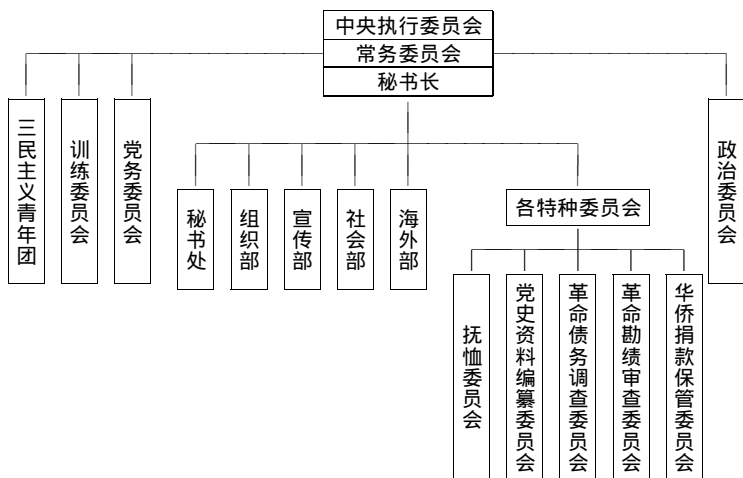 中央执行委员会
常务委员会
秘书长
三民主义青年团
训练委员会
党务委员会
政治委员会
秘书处
组织部
宣传部
社会部
海外部
各特种委员会
抚恤委员会
党史资料编纂委员会
革命债务调查委员会
革命勘绩审查委员会
华侨捐款保管委员会